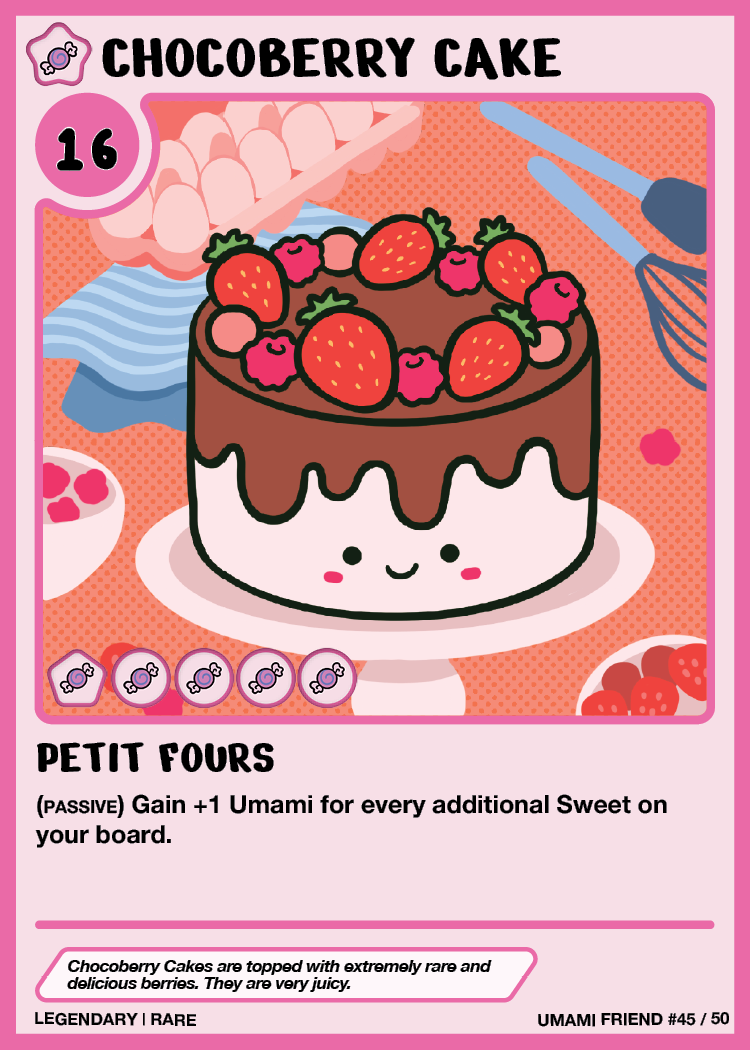 CHOCOBERRY CAKE
16
PETIT FOURS
(PASSIVE) Gain +1 Umami for every additional Sweet on
your board.
Chocoberry Cakes are topped with extremely rare and
delicious berries. They are very juicy.
LEGENDARY | RARE
UMAMI FRIEND #45 / 50